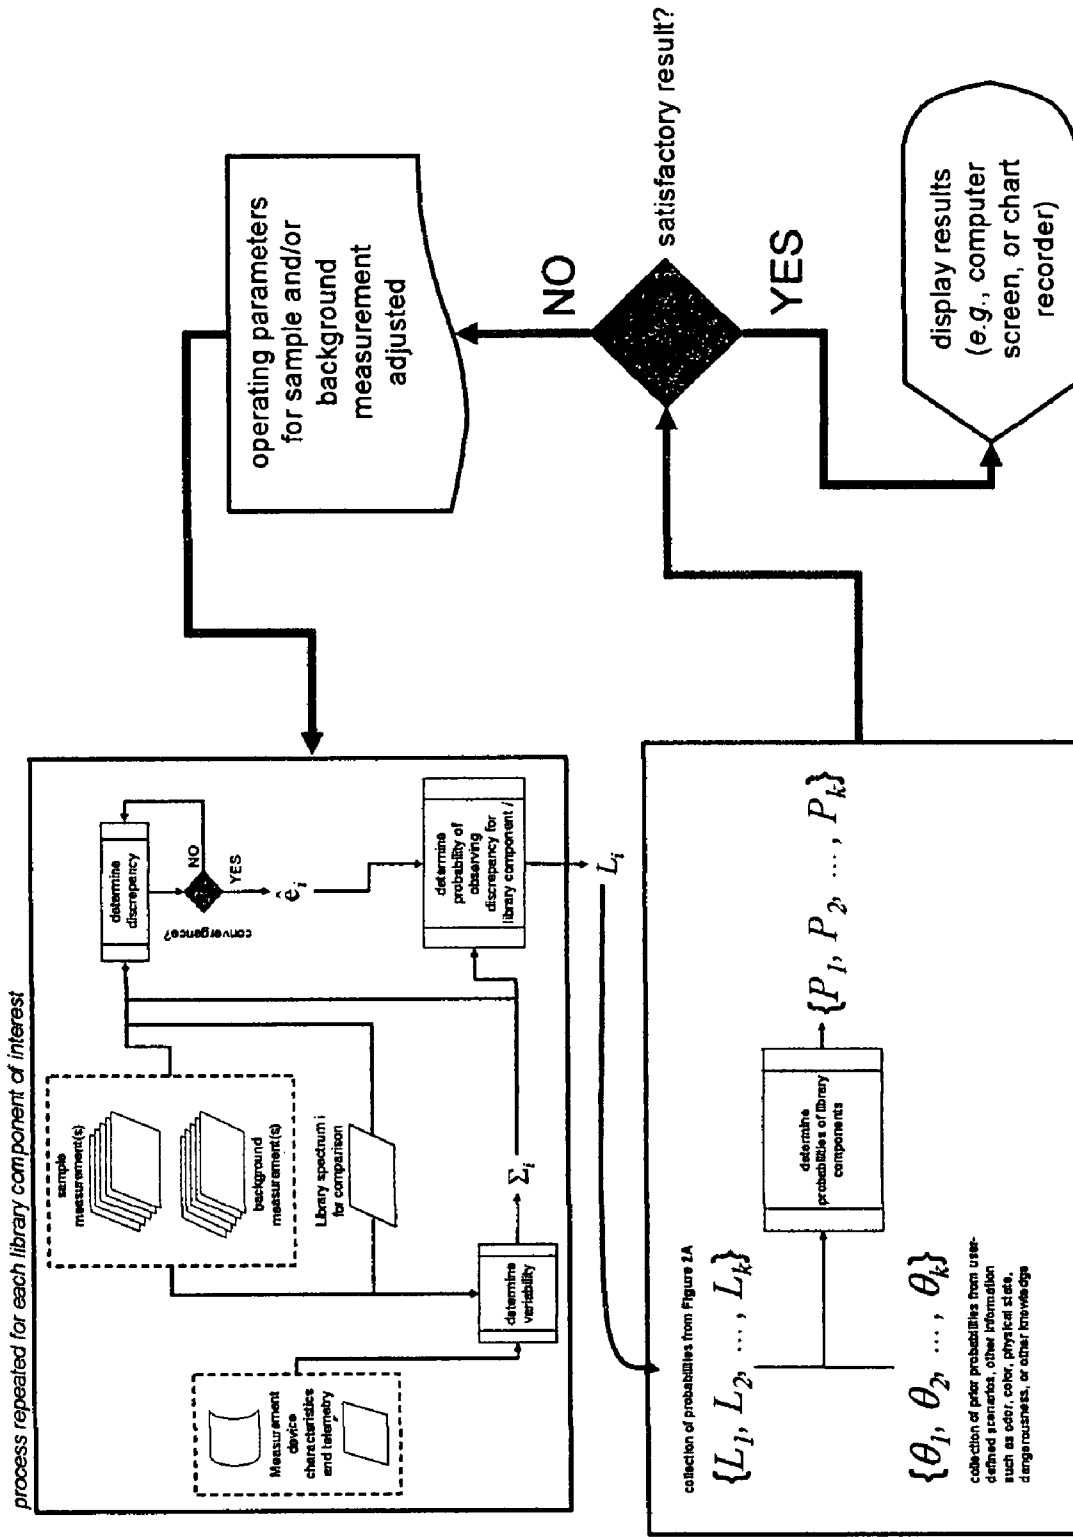 process repeated for each library component of interest
sample
measurement(s)
background
measurement(s)
Library spectrum i
for comparison
Measurement
device
characteristics
and telemetry
determine
variability
Σi
determine
discrepancy
convergence?
NO
YES
êi
determine
probability of
observing
discrepancy for
library component i
Li
collection of probabilities from Figure 2A
{L1, L2, ..., Lk}
{θ1, θ2, ..., θk}
collection of prior probabilities from user-
defined scenarios, other information
such as odor, color, physical state,
dangerousness, or other knowledge
determine
probabilities of library
components
{P1, P2, ..., Pk}
operating parameters
for sample and/or
background
measurement
adjusted
NO
satisfactory result?
YES
display results
(e.g., computer
screen, or chart
recorder)